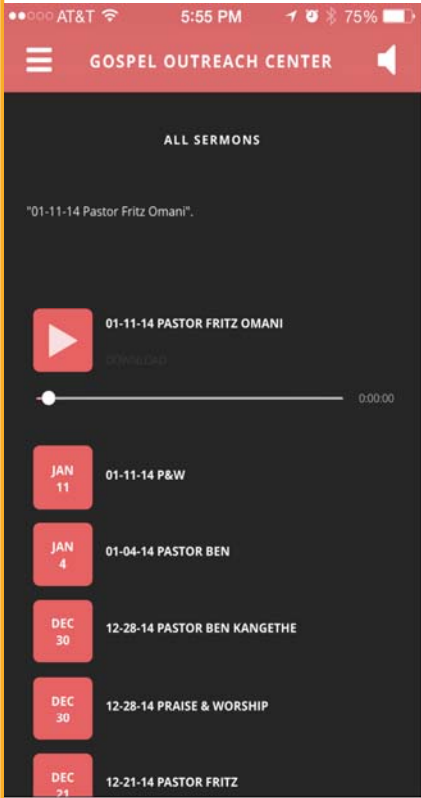 AT&T 5:55 PM 75%
GOSPEL OUTREACH CENTER
ALL SERMONS
"01-11-14 Pastor Fritz Omani".
01-11-14 PASTOR FRITZ OMANI
DOWNLOAD
0:00:00
JAN
11
01-11-14 P&W
JAN
4
01-04-14 PASTOR BEN
DEC
30
12-28-14 PASTOR BEN KANGETHE
DEC
30
12-28-14 PRAISE & WORSHIP
DEC
21
12-21-14 PASTOR FRITZ